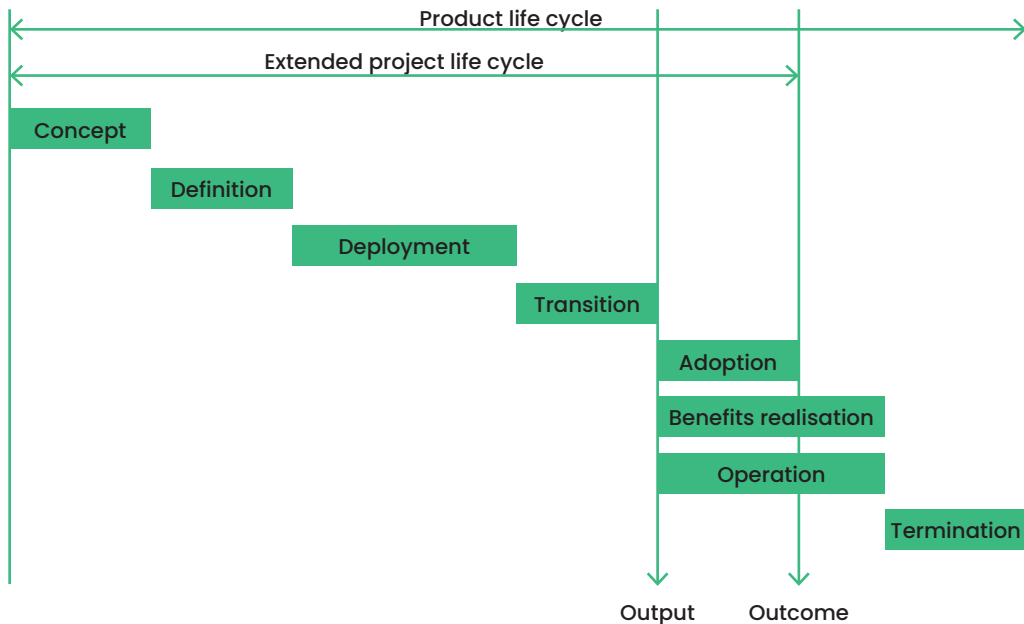 Product life cycle
Extended project life cycle
Concept
Definition
Deployment
Transition
Adoption
Benefits realisation
Operation
Termination
Output
Outcome